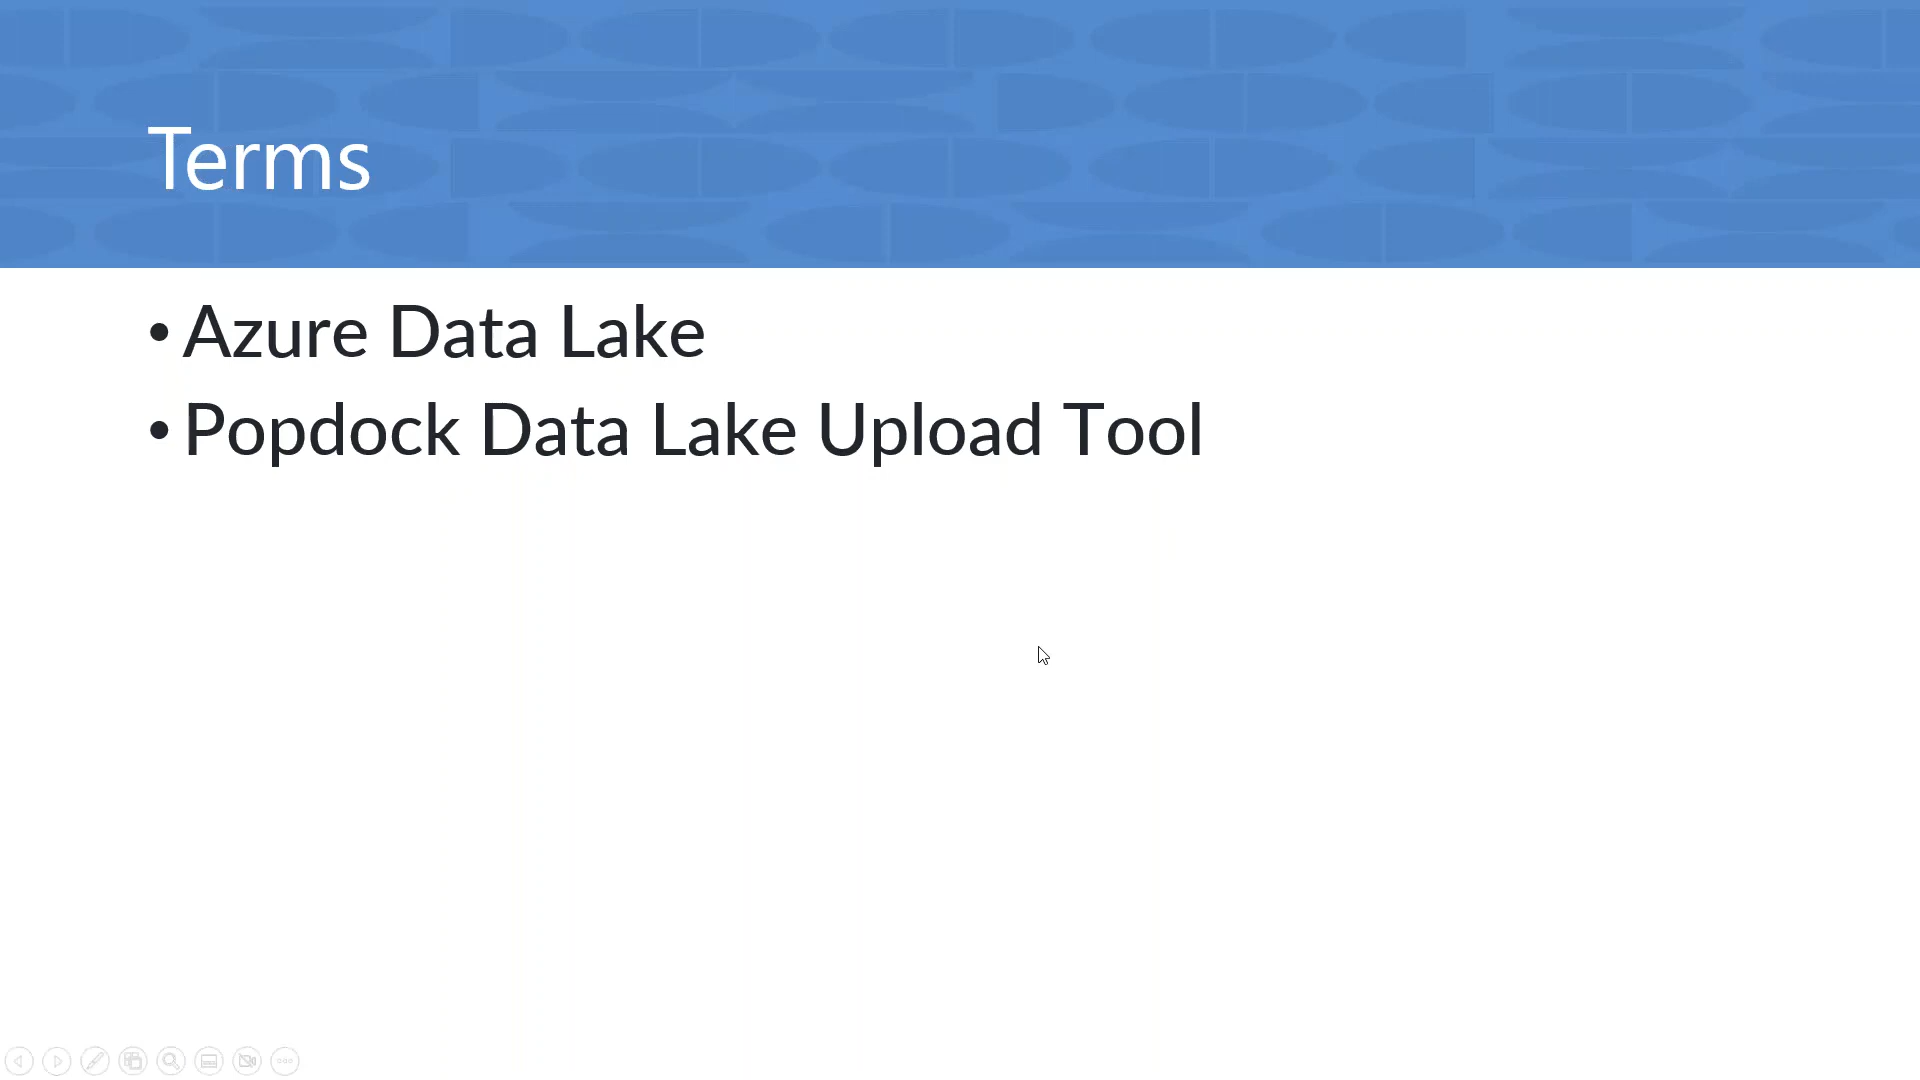 Terms
• Azure Data Lake
• Popdock Data Lake Upload Tool